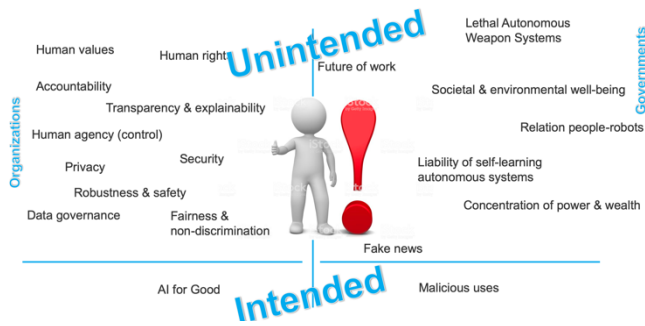 Unintended
Lethal Autonomous
Weapon Systems
Human values
Human right
Future of work
Accountability
Societal & environmental well-being
Governments
Organizations
Transparency & explainability
Human agency (control)
Relation people-robots
Privacy
Security
Liability of self-learning
autonomous systems
Robustness & safety
Concentration of power & wealth
Data governance
Fairness &
non-discrimination
Fake news
AI for Good
Intended
Malicious uses